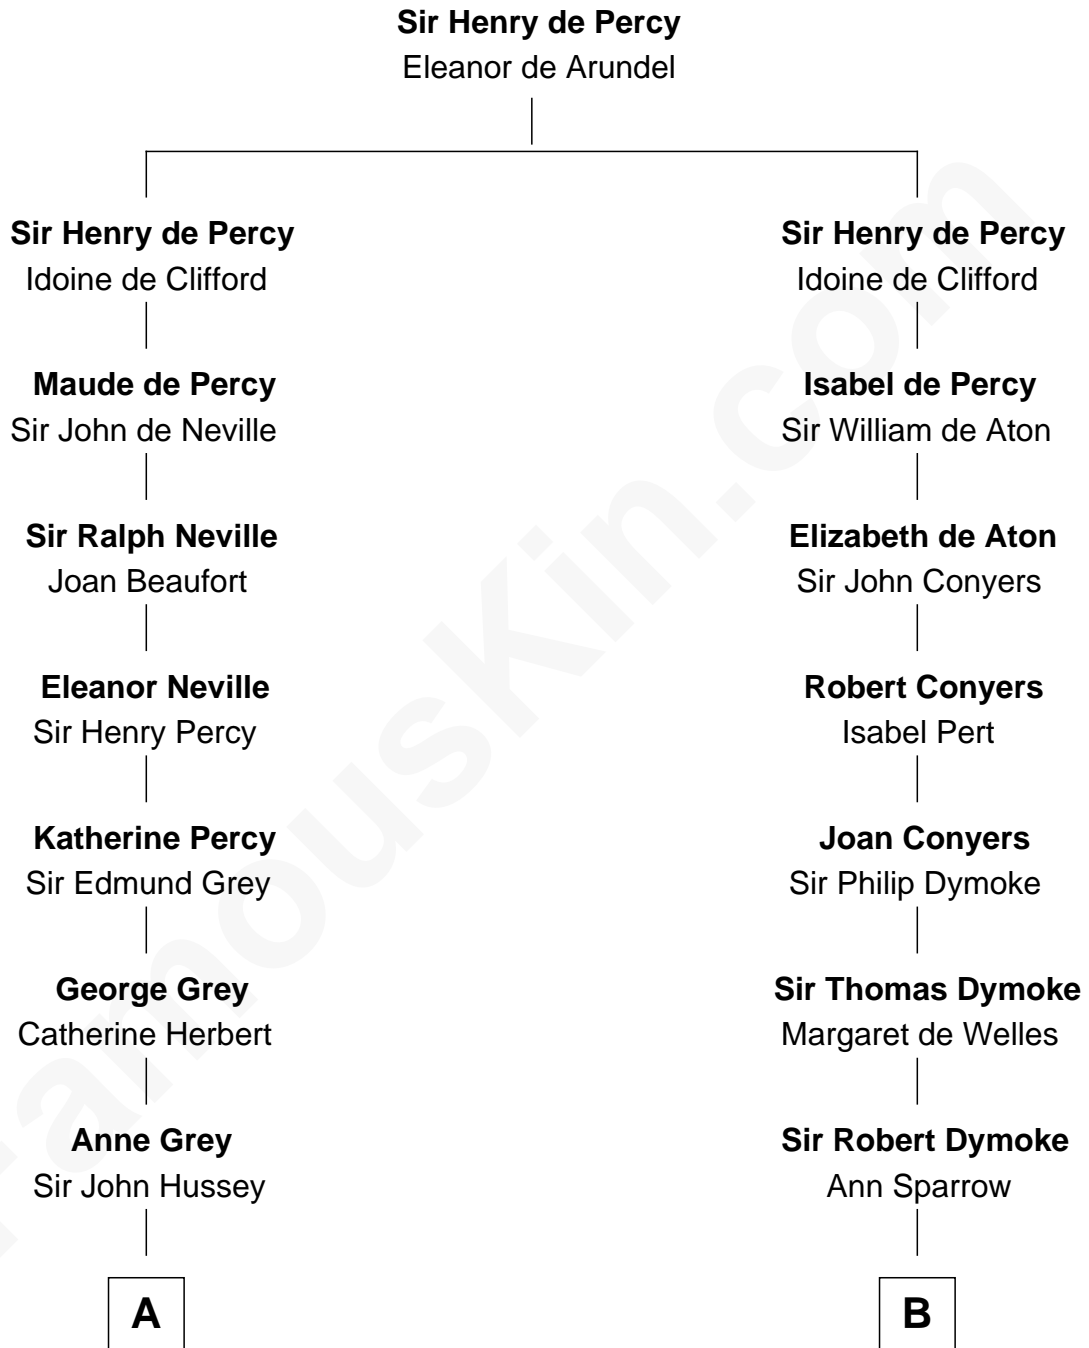 Sir Henry de Percy
Eleanor de Arundel
Sir Henry de Percy
Idoine de Clifford
Maude de Percy
Sir John de Neville
Sir Ralph Neville
Joan Beaufort
Eleanor Neville
Sir Henry Percy
Katherine Percy
Sir Edmund Grey
George Grey
Catherine Herbert
Anne Grey
Sir John Hussey
A
Sir Henry de Percy
Idoine de Clifford
Isabel de Percy
Sir William de Aton
Elizabeth de Aton
Sir John Conyers
Robert Conyers
Isabel Pert
Joan Conyers
Sir Philip Dymoke
Sir Thomas Dymoke
Margaret de Welles
Sir Robert Dymoke
Ann Sparrow
B
FamousKin.com